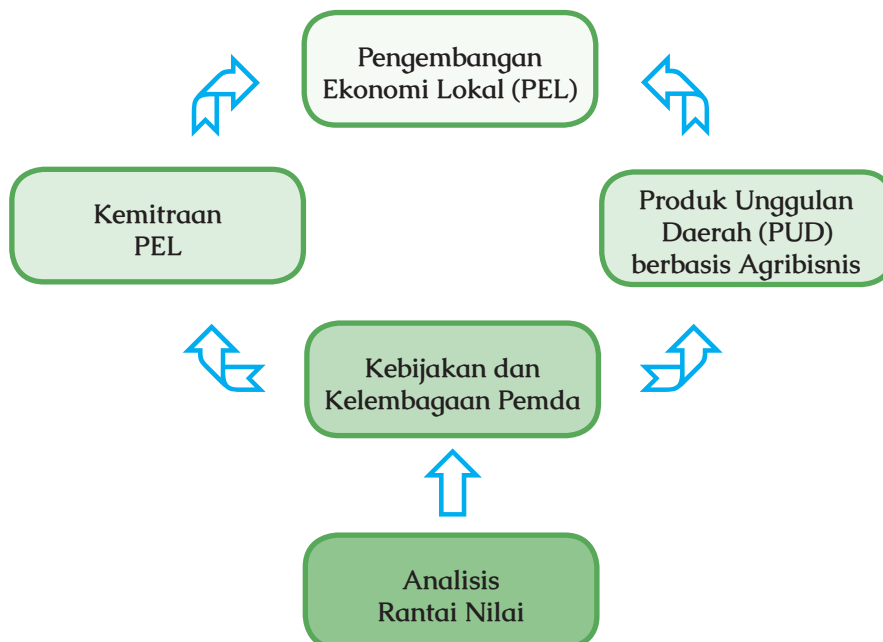 Pengembangan
Ekonomi Lokal (PEL)
Kemitraan
PEL
Produk Unggulan
Daerah (PUD)
berbasis Agribisnis
Kebijakan dan
Kelembagaan Pemda
Analisis
Rantai Nilai